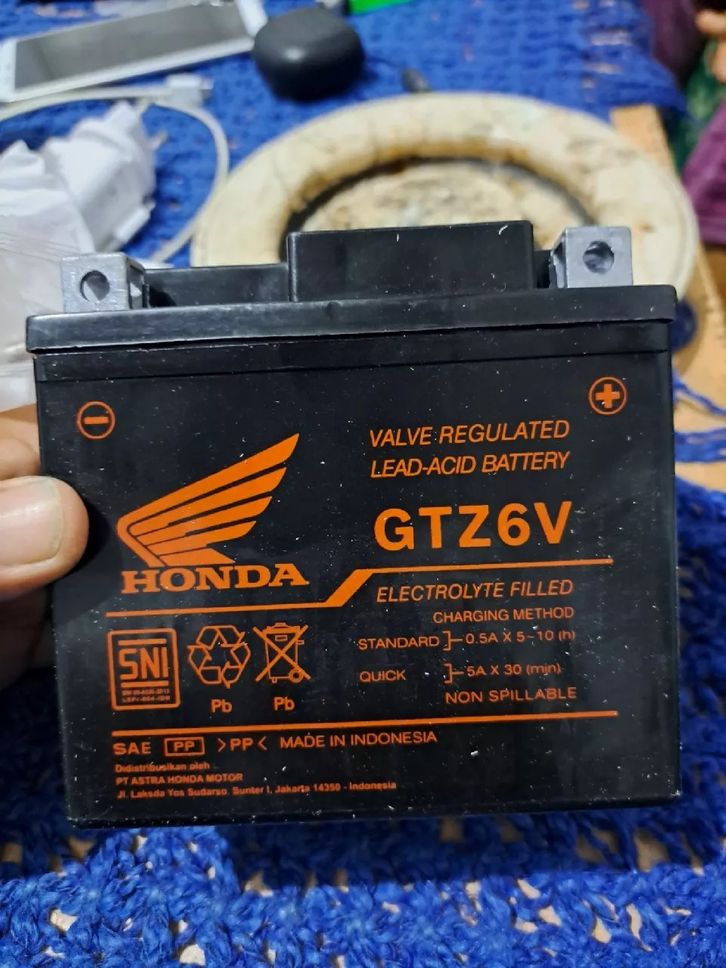 VALVE REGULATED
LEAD-ACID BATTERY
GTZ6V
HONDA
ELECTROLYTE FILLED
CHARGING METHOD
STANDARD 0.5A X 5~10 (h)
QUICK 5A X 30 (min)
NON SPILLABLE
SNI
Pb
Pb
SAE PP >PP< MADE IN INDONESIA
Didistribusikan oleh
PT ASTRA HONDA MOTOR
Jl. Laksda Yos Sudarso, Sunter I, Jakarta 14350 - Indonesia